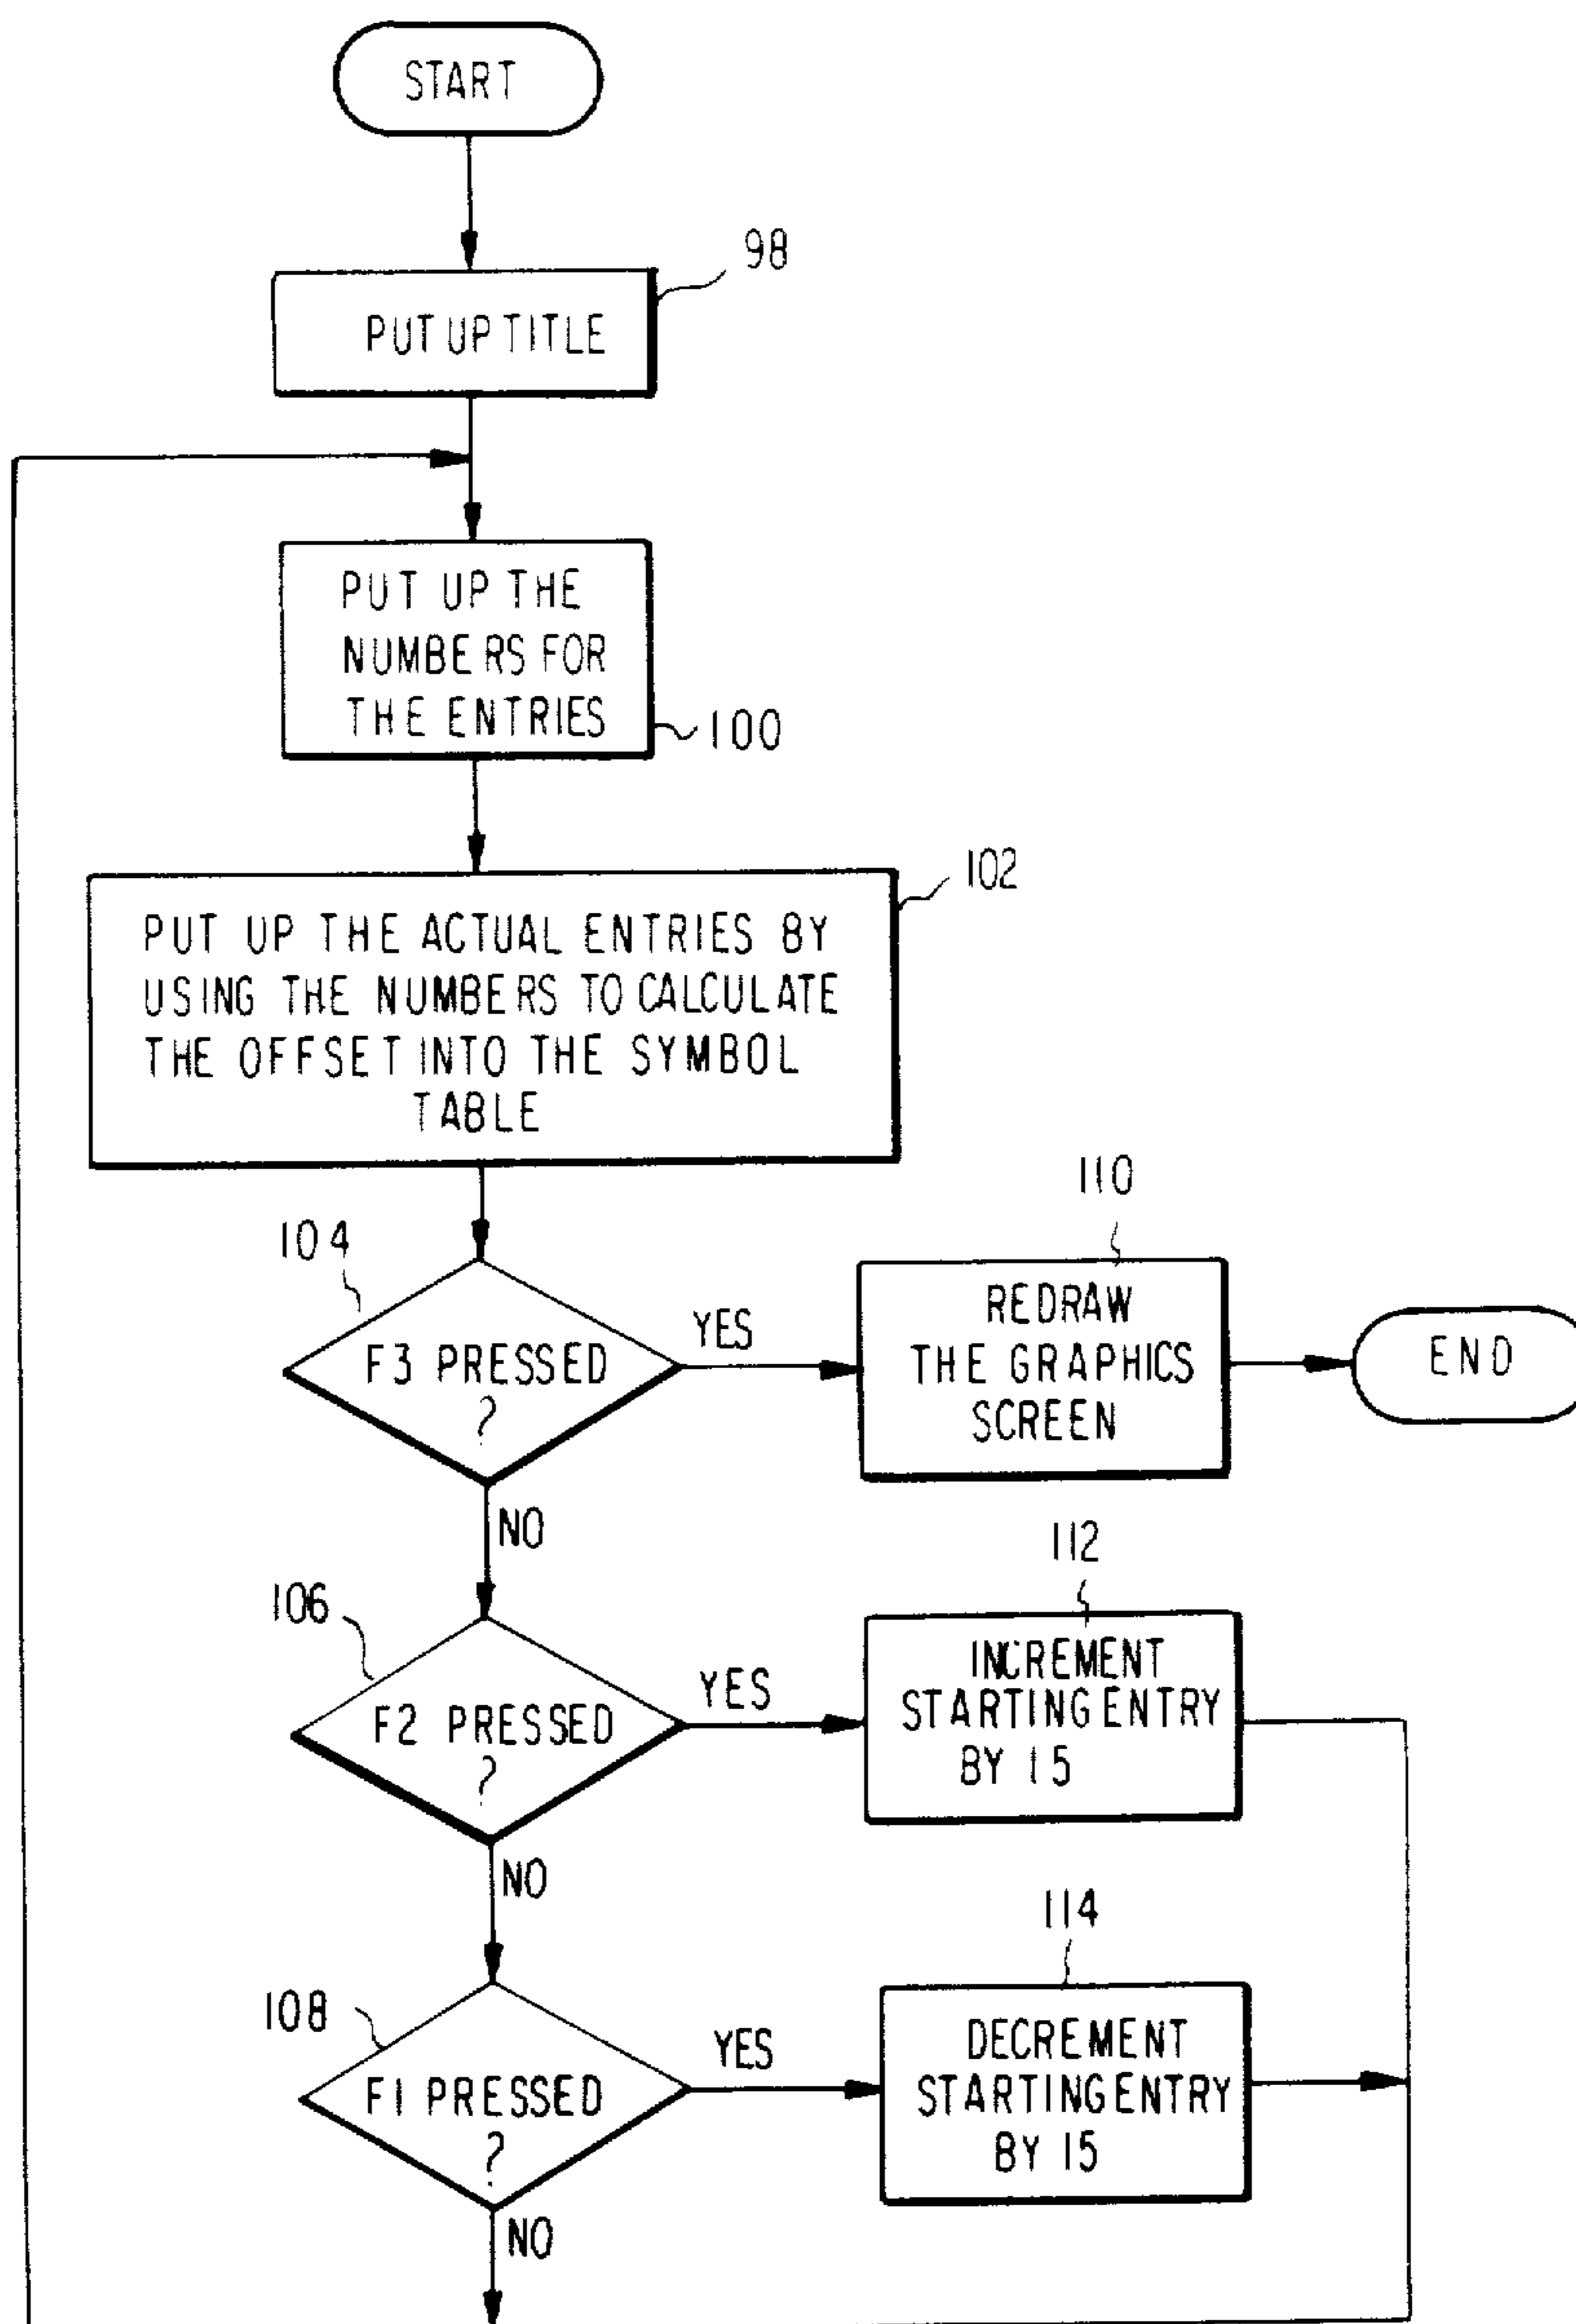 START
98
PUT UP TITLE
PUT UP THE
NUMBERS FOR
THE ENTRIES
100
102
PUT UP THE ACTUAL ENTRIES BY
USING THE NUMBERS TO CALCULATE
THE OFFSET INTO THE SYMBOL
TABLE
104
F3 PRESSED
?
YES
110
REDRAW
THE GRAPHICS
SCREEN
END
NO
106
F2 PRESSED
?
YES
112
INCREMENT
STARTING ENTRY
BY 15
NO
108
F1 PRESSED
?
YES
114
DECREMENT
STARTING ENTRY
BY 15
NO